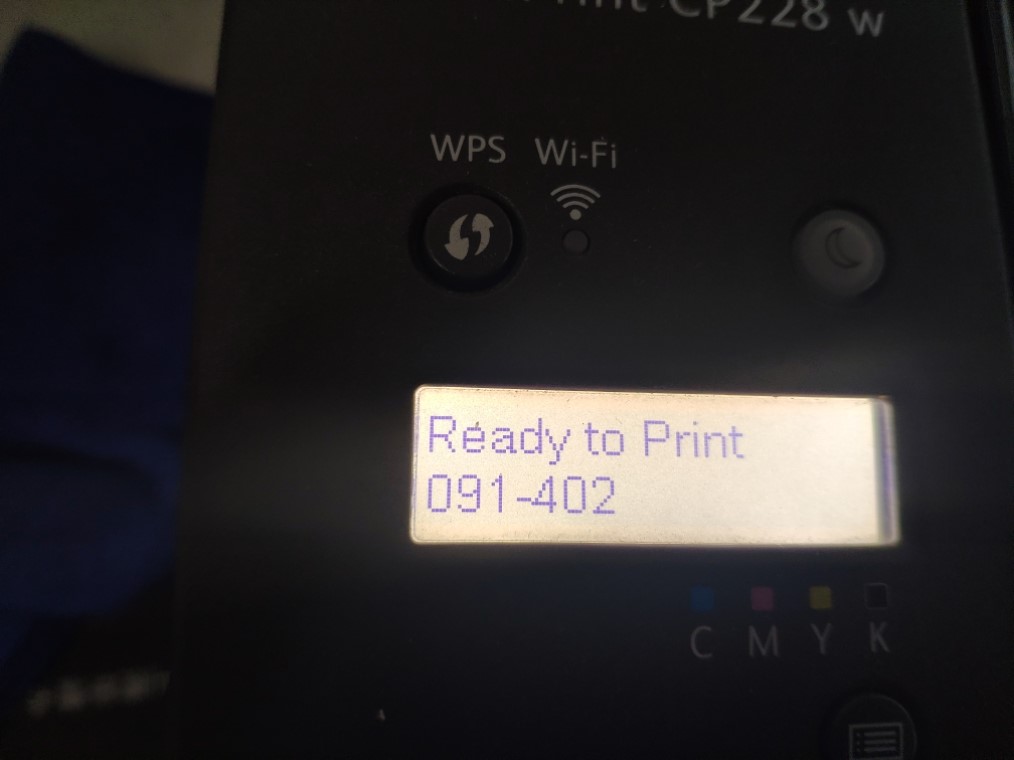 CP228 w
WPS Wi-Fi
Ready to Print
091-402
C M Y K